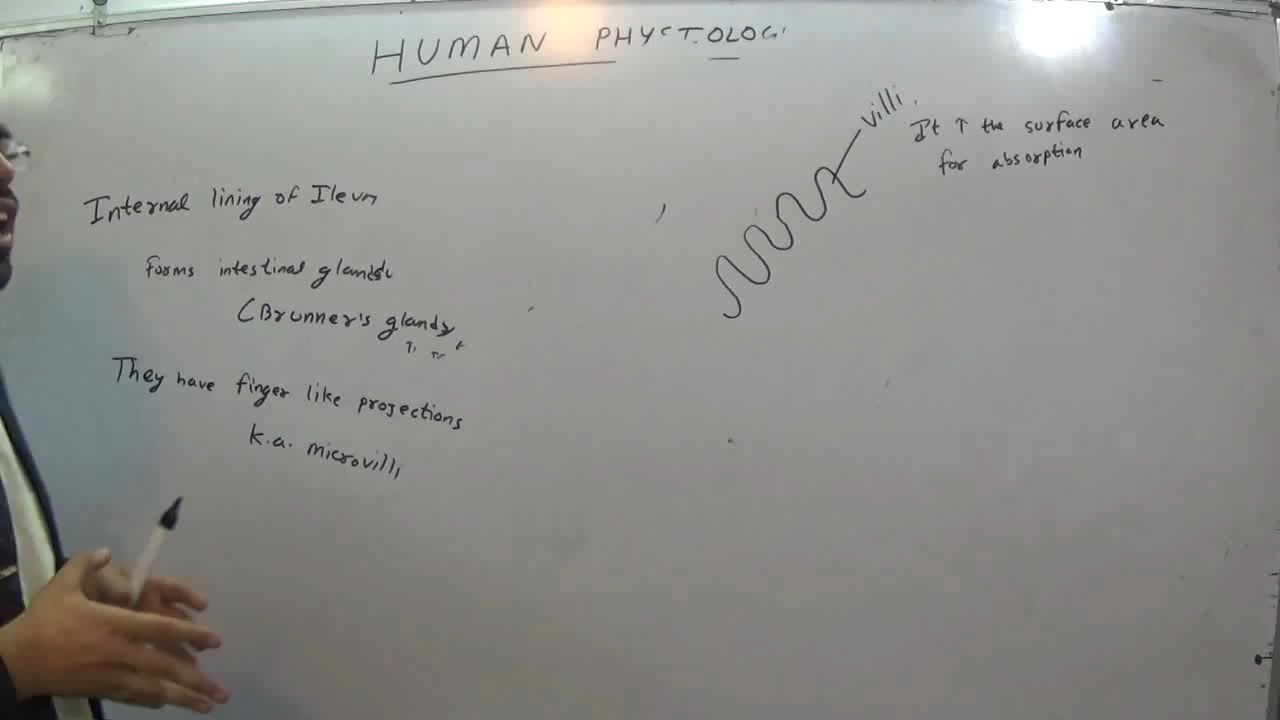 HUMAN PHYCTOLOGI
villi.
It ↑ the surface area
for absorption
Internal lining of Ileum
forms intestinal glands
(Brunner's glands
They have finger like projections
k.a. microvilli